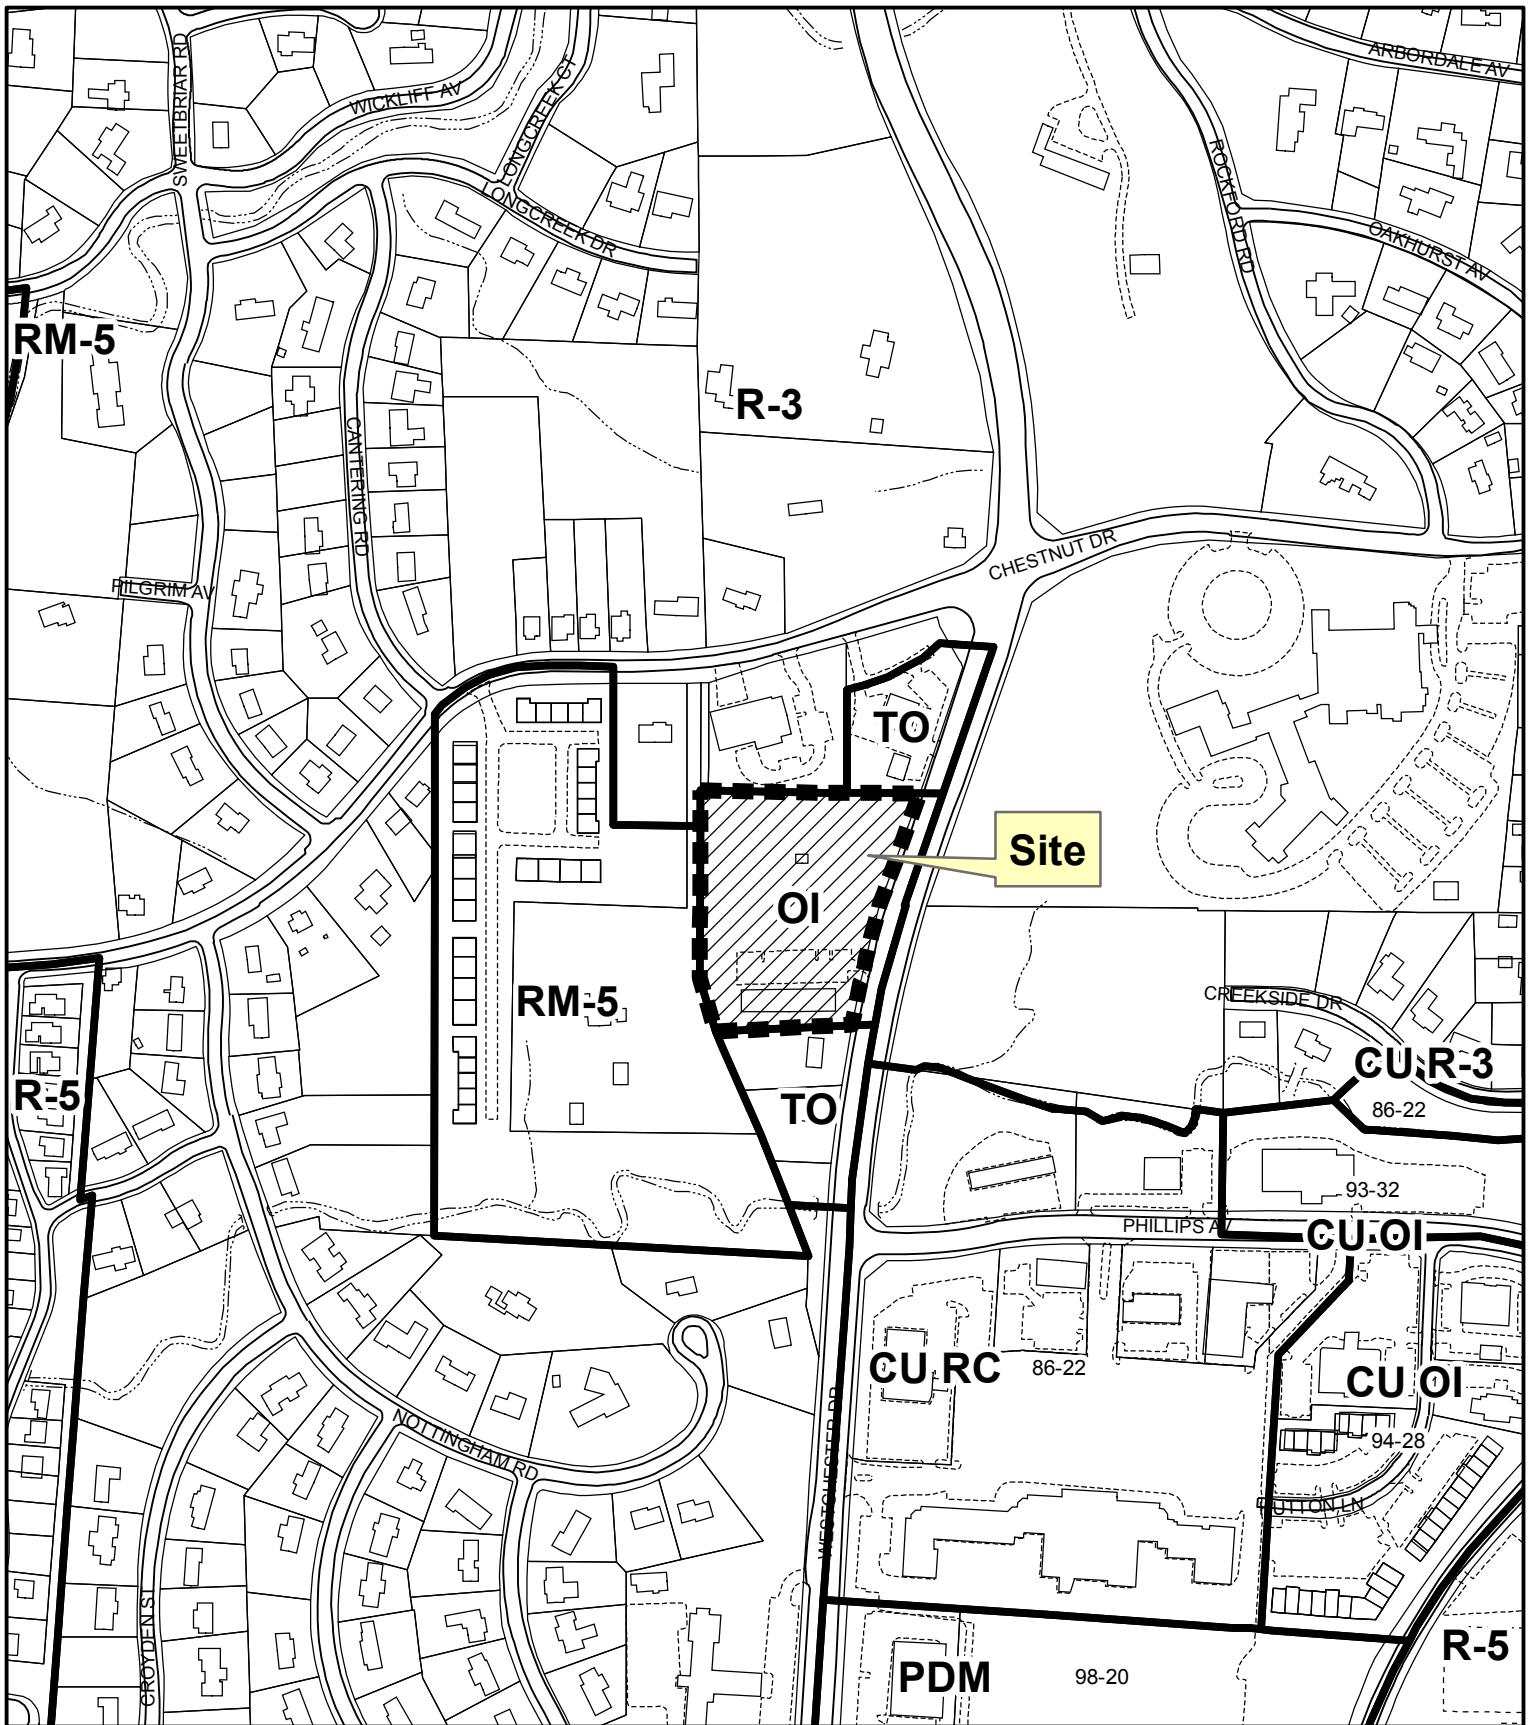 ARBORDALE AV
SWEETBRIAR RD
WICKLIFF AV
LONGCREEK CT
LONGCREEK DR
ROCKFORD RD
OAKHURST AV
RM-5
R-3
CANTERING RD
CHESTNUT DR
PILGRIM AV
TO
Site
OI
RM-5
CREEKSIDE DR
CU R-3
86-22
R-5
TO
93-32
PHILLIPS AV
CU OI
CU RC
86-22
CU OI
94-28
NOTTINGHAM RD
WESTCHESTER DR
DUTTON LN
CROYDEN ST
R-5
PDM
98-20